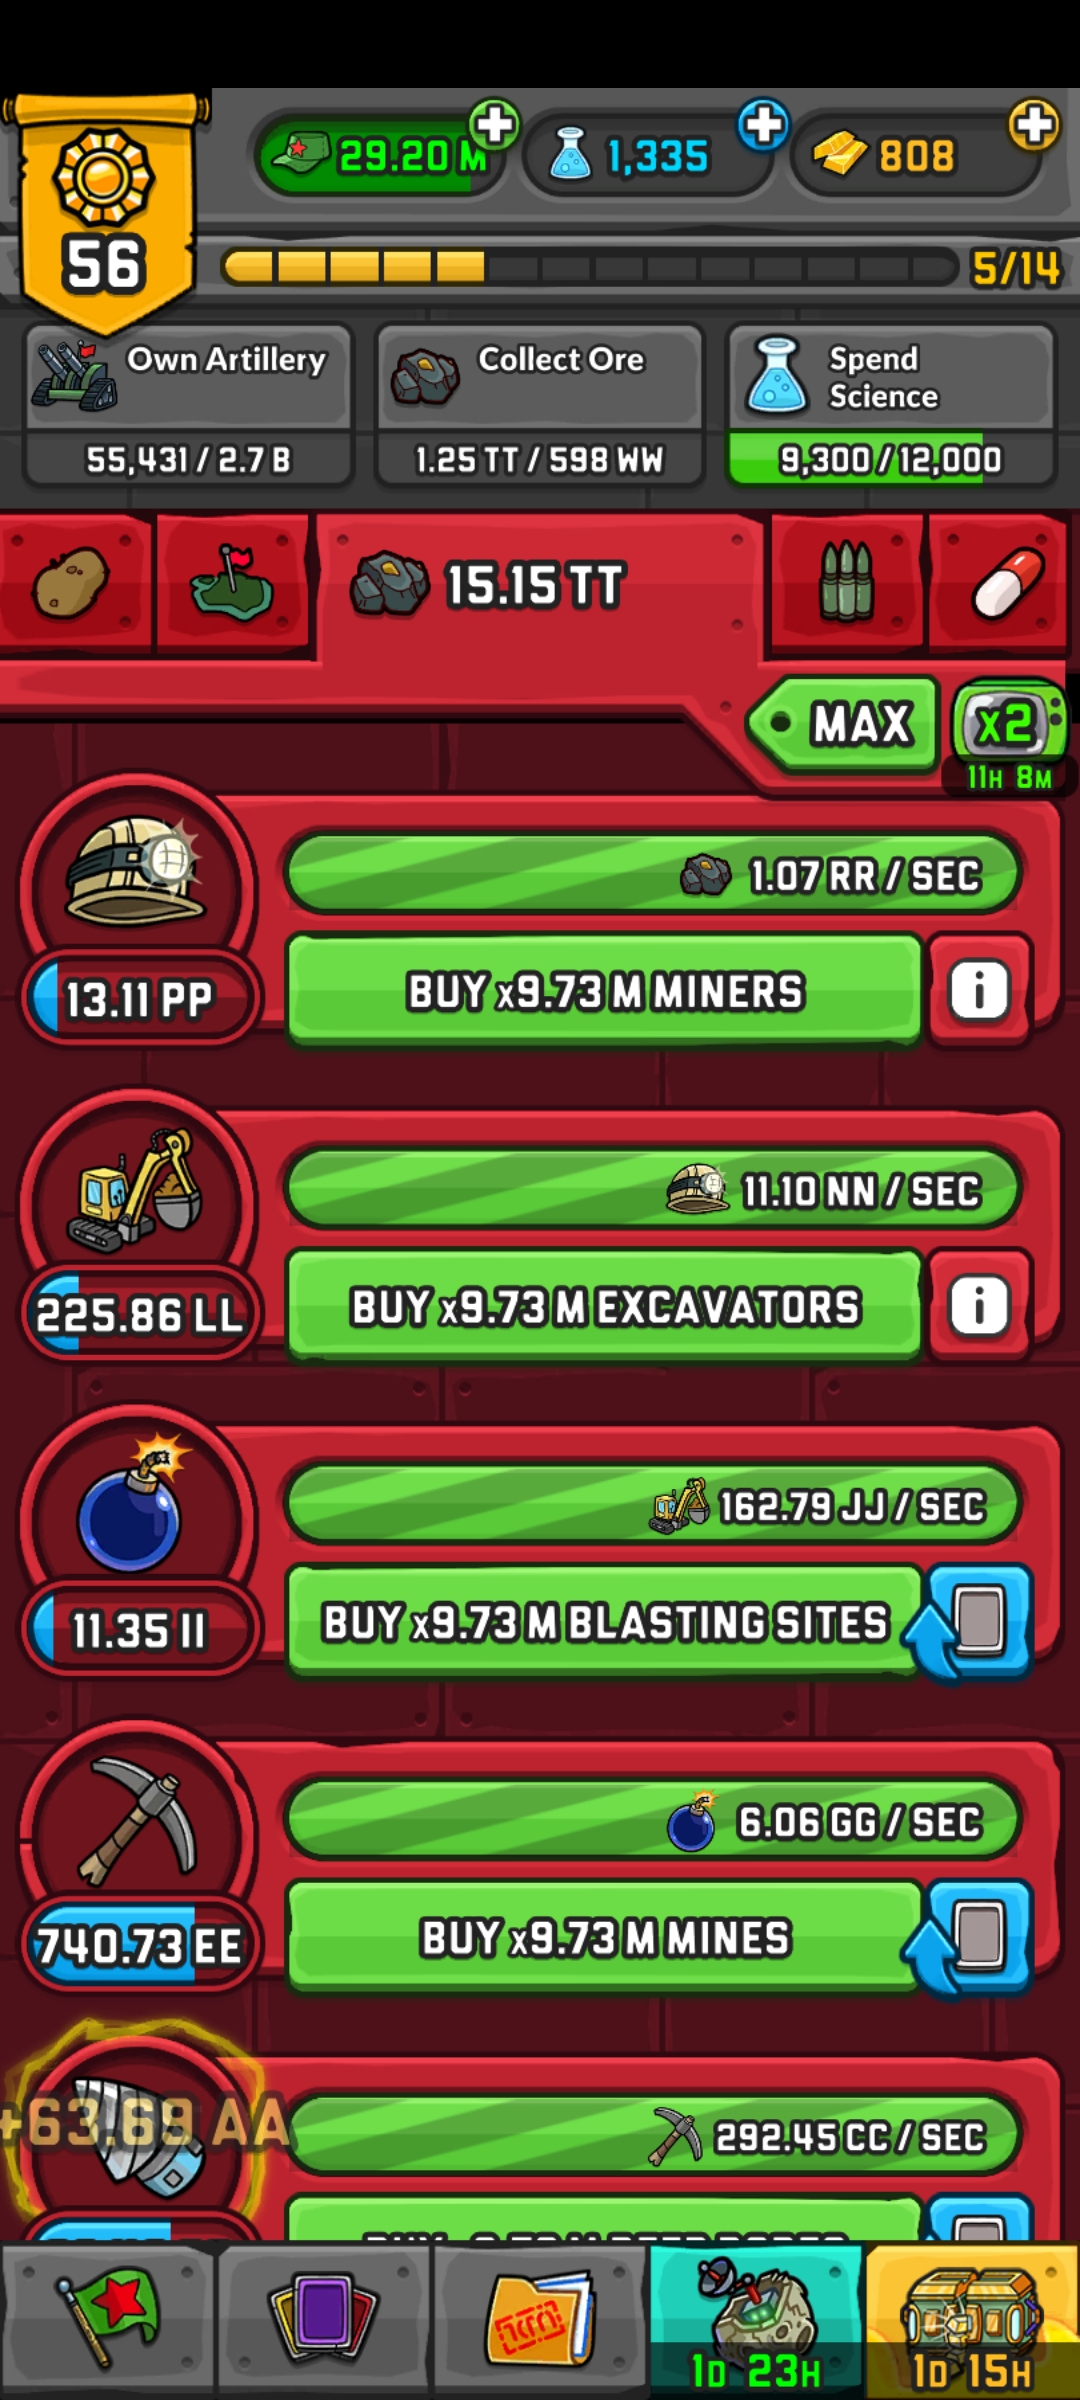 29.20 M
1,335
808
56
5/14
Own Artillery
55,431 / 2.7 B
Collect Ore
1.25 TT / 598 WW
Spend
Science
9,300 / 12,000
15.15 TT
MAX
x2
11H 8M
1.07 RR / SEC
13.11 PP
BUY x9.73 M MINERS
i
11.10 NN / SEC
225.86 LL
BUY x9.73 M EXCAVATORS
i
162.79 JJ / SEC
11.35 II
BUY x9.73 M BLASTING SITES
6.06 GG / SEC
740.73 EE
BUY x9.73 M MINES
+63.69 AA
292.45 CC / SEC
1D 23H
1D 15H